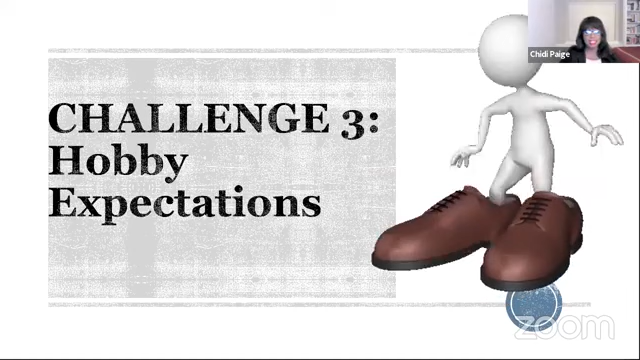 Chidi Paige
CHALLENGE 3:
Hobby
Expectations
zoom